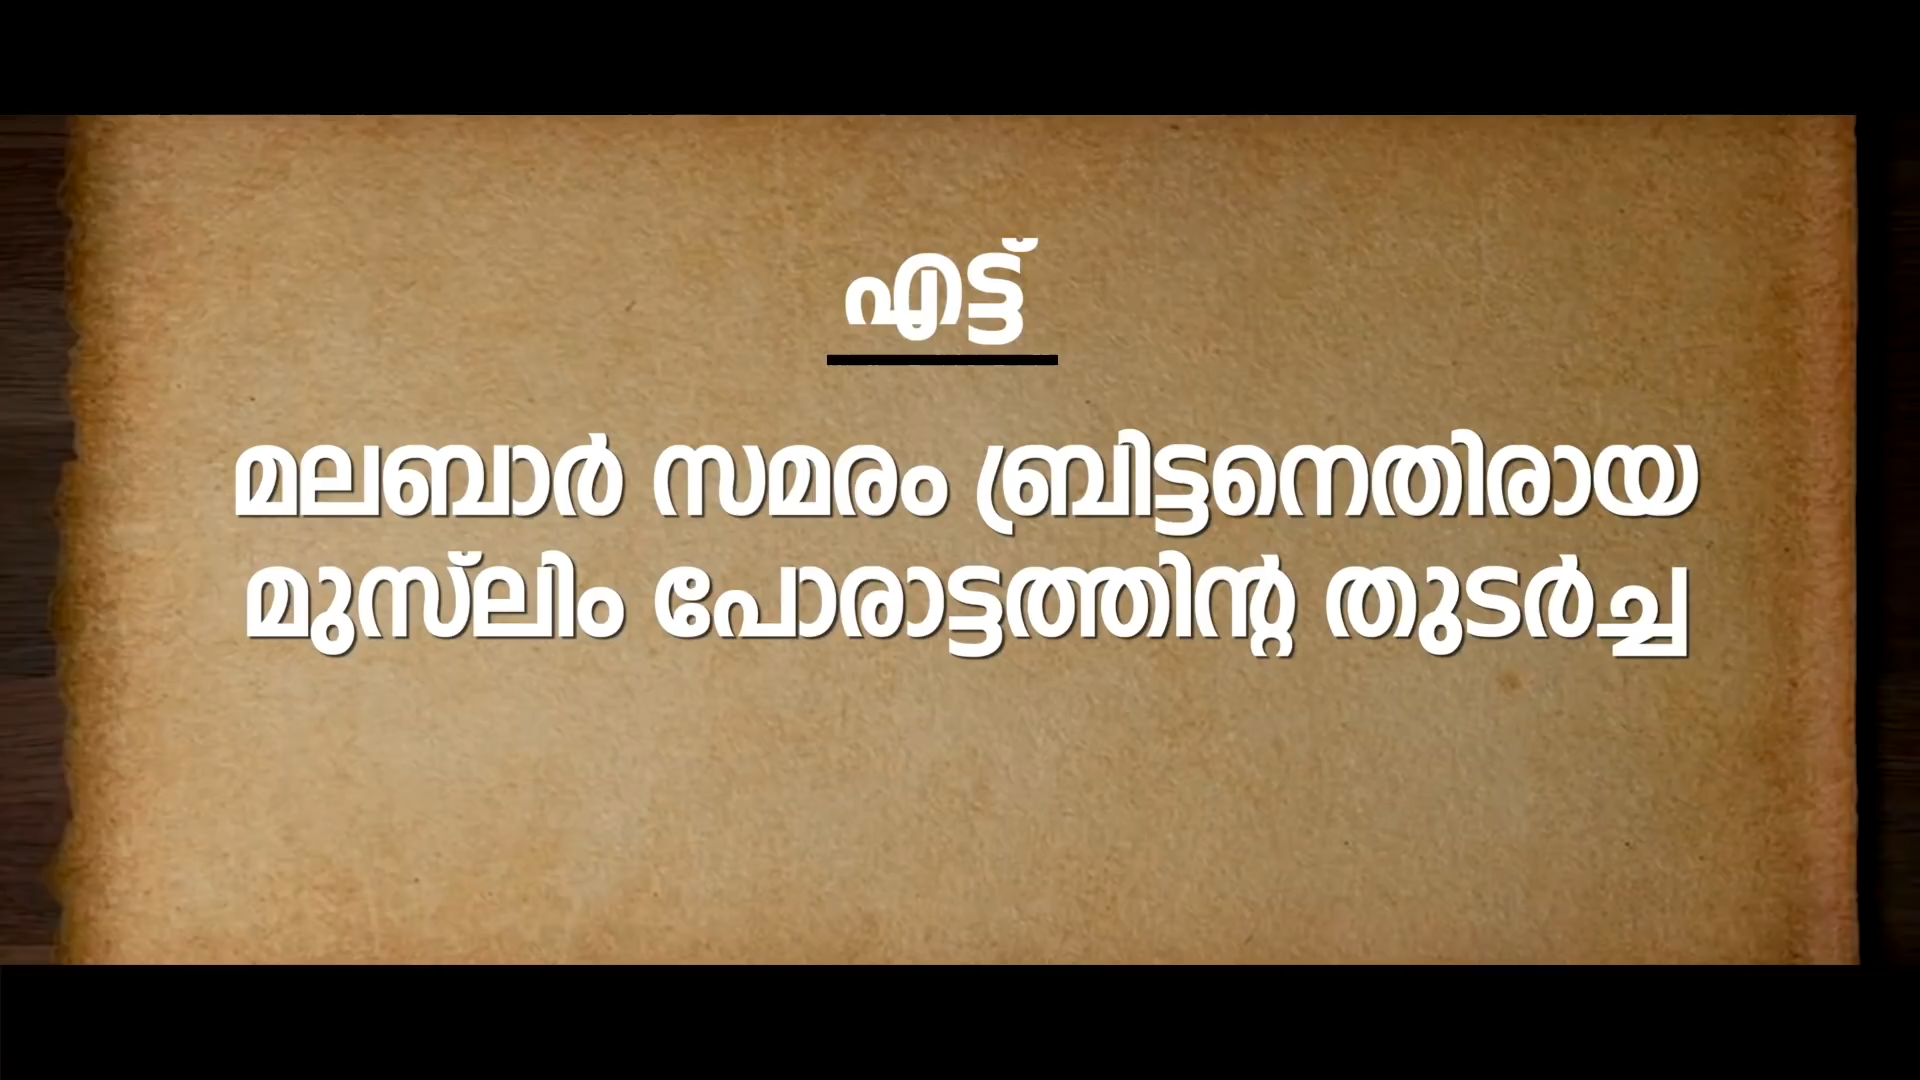 എട്ട്
മലബാർ സമരം ബ്രിട്ടനെതിരായ
മുസ്‌ലിം പോരാട്ടത്തിന്റ തുടർച്ച